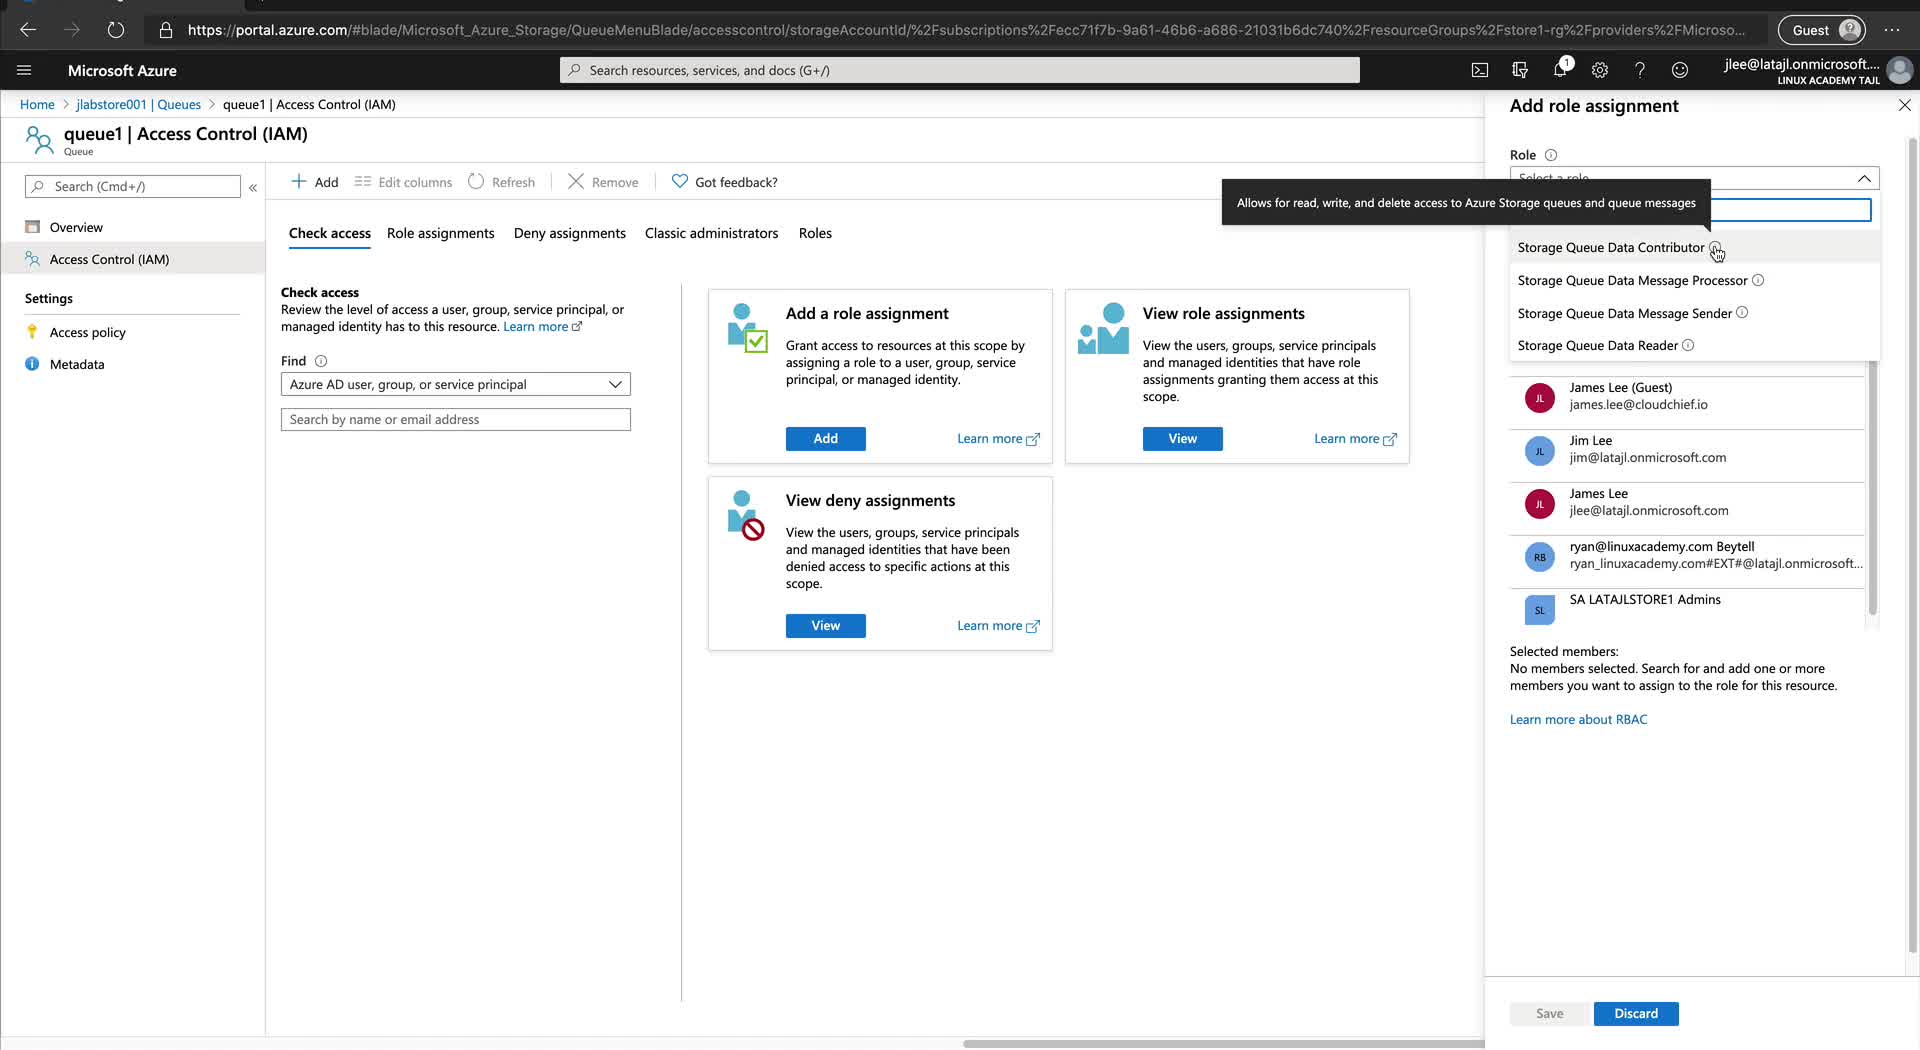 https://portal.azure.com/#blade/Microsoft_Azure_Storage/QueueMenuBlade/accesscontrol/storageAccountId/%2Fsubscriptions%2Fecc71f7b-9a61-46b6-a686-21031b6dc740%2FresourceGroups%2Fstore1-rg%2Fproviders%2FMicroso...
Guest
Microsoft Azure
Search resources, services, and docs (G+/)
1
jlee@latajl.onmicrosoft....
LINUX ACADEMY TAJL
Home > jlabstore001 | Queues > queue1 | Access Control (IAM)
queue1 | Access Control (IAM)
Queue
Search (Cmd+/)
Overview
Access Control (IAM)
Settings
Access policy
Metadata
Add
Edit columns
Refresh
Remove
Got feedback?
Check access
Role assignments
Deny assignments
Classic administrators
Roles
Check access
Review the level of access a user, group, service principal, or
managed identity has to this resource. Learn more
Find
Azure AD user, group, or service principal
Search by name or email address
Add a role assignment
Grant access to resources at this scope by
assigning a role to a user, group, service
principal, or managed identity.
Add
Learn more
View role assignments
View the users, groups, service principals
and managed identities that have role
assignments granting them access at this
scope.
View
Learn more
View deny assignments
View the users, groups, service principals
and managed identities that have been
denied access to specific actions at this
scope.
View
Learn more
Add role assignment
Role
Select a role
Allows for read, write, and delete access to Azure Storage queues and queue messages
Storage Queue Data Contributor
Storage Queue Data Message Processor
Storage Queue Data Message Sender
Storage Queue Data Reader
JL
James Lee (Guest)
james.lee@cloudchief.io
JL
Jim Lee
jim@latajl.onmicrosoft.com
JL
James Lee
jlee@latajl.onmicrosoft.com
RB
ryan@linuxacademy.com Beytell
ryan_linuxacademy.com#EXT#@latajl.onmicrosoft...
SL
SA LATAJLSTORE1 Admins
Selected members:
No members selected. Search for and add one or more
members you want to assign to the role for this resource.
Learn more about RBAC
Save
Discard